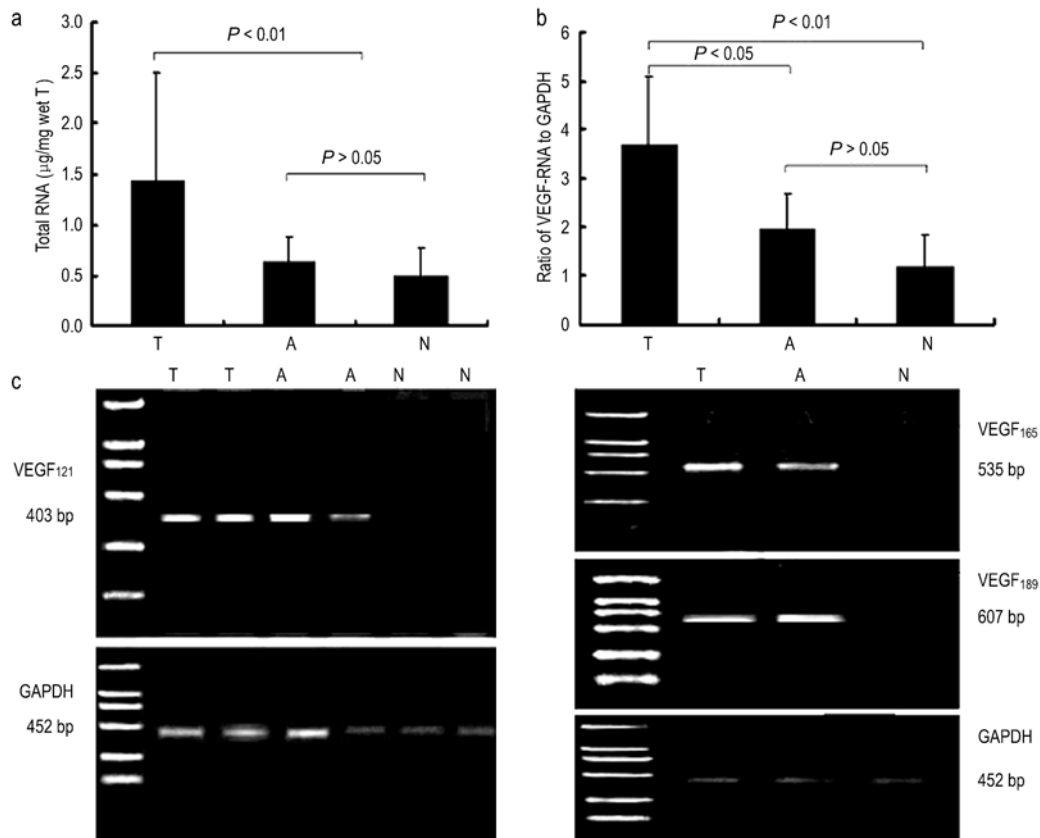 a
P < 0.01
P > 0.05
Total RNA (μg/mg wet T)
3.0
2.5
2.0
1.5
1.0
0.5
0.0
T A N
b
P < 0.01
P < 0.05
P > 0.05
Ratio of VEGF-RNA to GAPDH
6
5
4
3
2
1
0
T A N
c
T T A A N N
VEGF121
403 bp
GAPDH
452 bp
T A N
VEGF165
535 bp
VEGF189
607 bp
GAPDH
452 bp